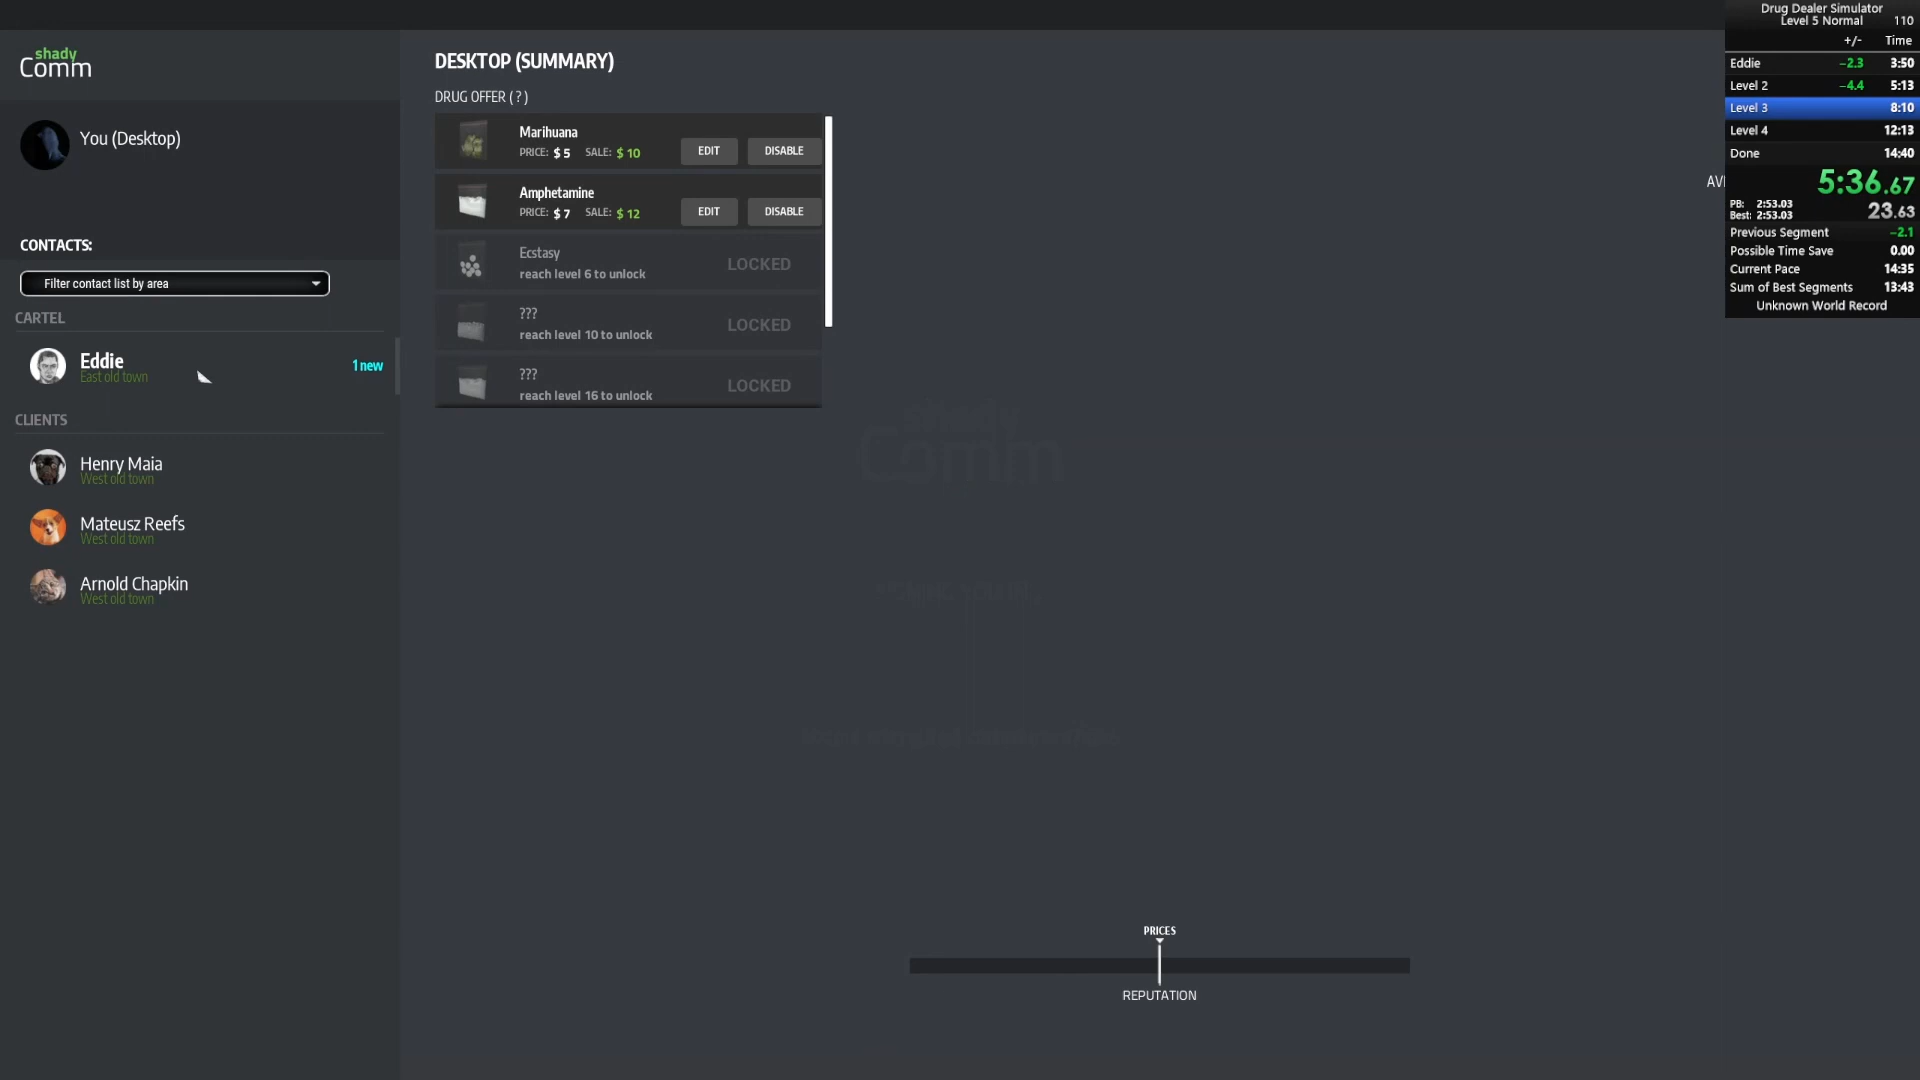 shady
Comm
You (Desktop)
CONTACTS:
Filter contact list by area
CARTEL
Eddie
East old town
1 new
CLIENTS
Henry Maia
West old town
Mateusz Reefs
West old town
Arnold Chapkin
West old town
DESKTOP (SUMMARY)
DRUG OFFER ( ? )
Marihuana
PRICE: $ 5 SALE: $ 10
EDIT
DISABLE
Amphetamine
PRICE: $ 7 SALE: $ 12
EDIT
DISABLE
Ecstasy
reach level 6 to unlock
LOCKED
???
reach level 10 to unlock
LOCKED
???
reach level 16 to unlock
LOCKED
shady
Comm
PRICES
REPUTATION
Drug Dealer Simulator
Level 5 Normal 110
+/- Time
Eddie -2.3 3:50
Level 2 -4.4 5:13
Level 3 8:10
Level 4 12:13
Done 14:40
5:36.67
PB: 2:53.03
Best: 2:53.03
23.63
Previous Segment -2.1
Possible Time Save 0.00
Current Pace 14:35
Sum of Best Segments 13:43
Unknown World Record